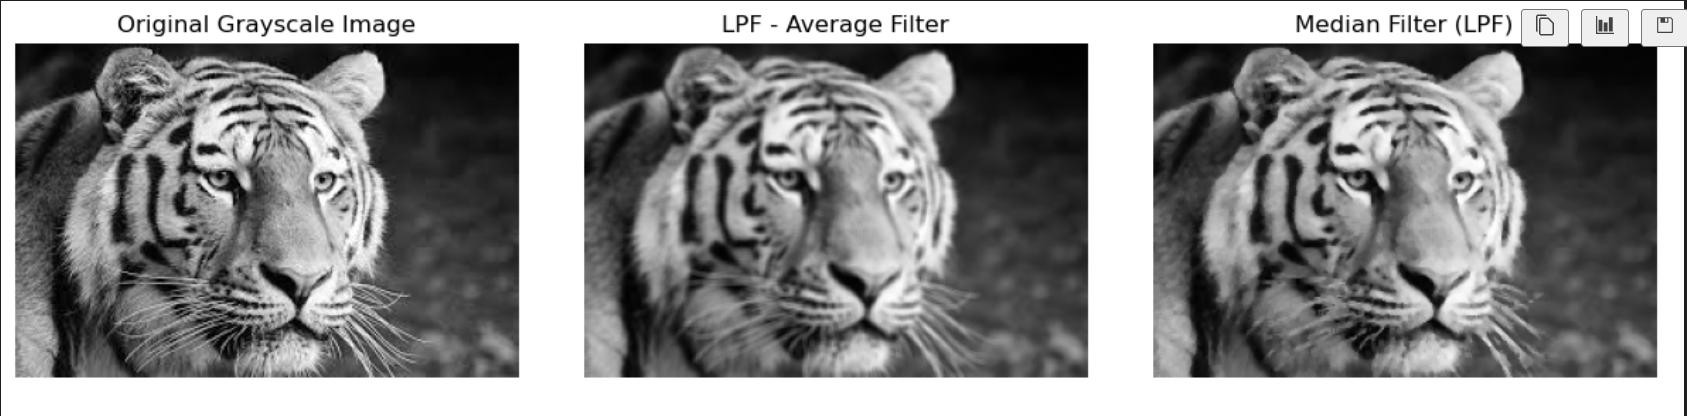 Original Grayscale Image
LPF - Average Filter
Median Filter (LPF)